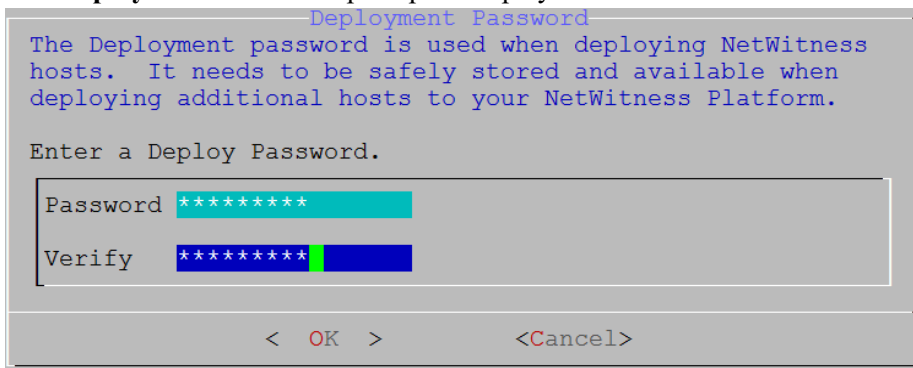 Deployment Password
The Deployment password is used when deploying NetWitness
hosts.  It needs to be safely stored and available when
deploying additional hosts to your NetWitness Platform.
Enter a Deploy Password.
Password *********
Verify *********
<  OK  > <Cancel>